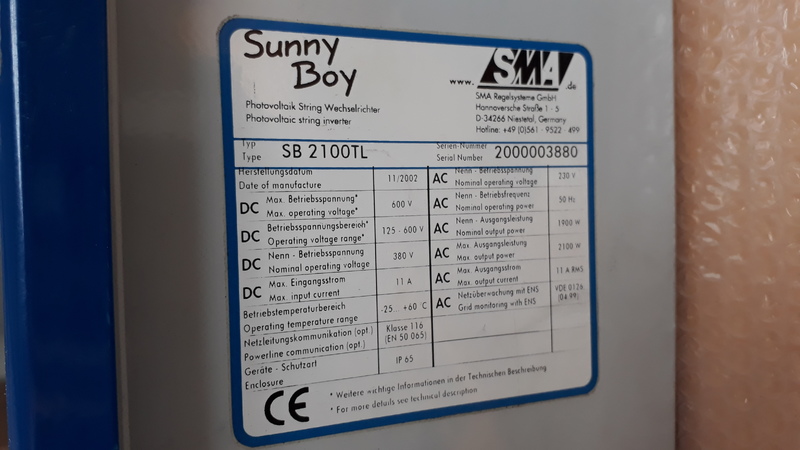 Sunny
Boy
www. SMA .de
Photovoltaik String Wechselrichter
Photovoltaic string inverter
SMA Regelsysteme GmbH
Hannoversche Straße 1 - 5
D-34266 Niestetal, Germany
Hotline: +49 (0)561 - 9522 499
Typ
Type SB 2100TL
Serien-Nummer
Serial Number 2000003880
Herstellungsdatum
Date of manufacture 11/2002
DC Max. Betriebsspannung*
Max. operating voltage* 600 V
DC Betriebsspannungsbereich*
Operating voltage range* 125 - 600 V
DC Nenn - Betriebsspannung
Nominal operating voltage 380 V
DC Max. Eingangsstrom
Max. input current 11 A
Betriebstemperaturbereich
Operating temperature range -25... +60 °C
Netzleitungskommunikation (opt.)
Powerline communication (opt.) Klasse 116
(EN 50 065)
Geräte - Schutzart
Enclosure IP 65
AC Nenn - Betriebsspannung
Nominal operating voltage 230 V
AC Nenn - Betriebsfrequenz
Nominal operating power 50 Hz
AC Nenn - Ausgangsleistung
Nominal output power 1900 W
AC Max. Ausgangsleistung
Max. output power 2100 W
AC Max. Ausgangsstrom
Max. output current 11 A RMS
AC Netzüberwachung mit ENS
Grid monitoring with ENS VDE 0126
(04.99)
CE
* Weitere wichtige Informationen in der Technischen Beschreibung
* For more details see technical description